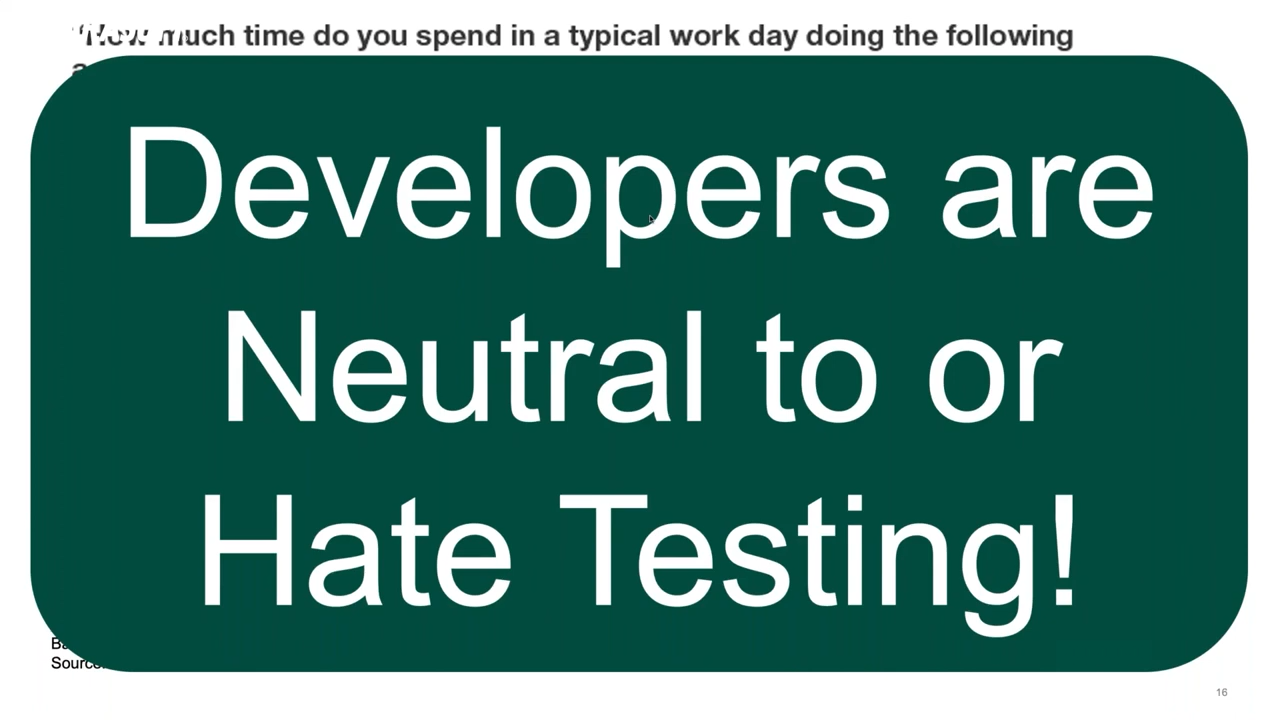 much time do you spend in a typical work day doing the following
Developers are
Neutral to or
Hate Testing!
Source:
16